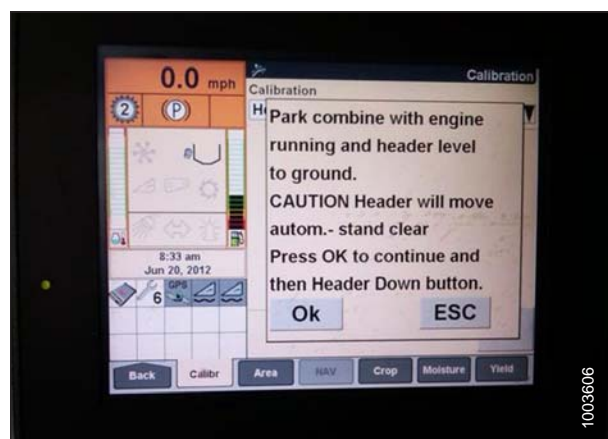 0.0 mph
Calibration
Calibration
2
P
He
Park combine with engine
running and header level
to ground.
CAUTION Header will move
autom.- stand clear
Press OK to continue and
then Header Down button.
Ok
ESC
8:33 am
Jun 20, 2012
6
GPS
Back
Calibr
Area
NAV
Crop
Moisture
Yield
1003606